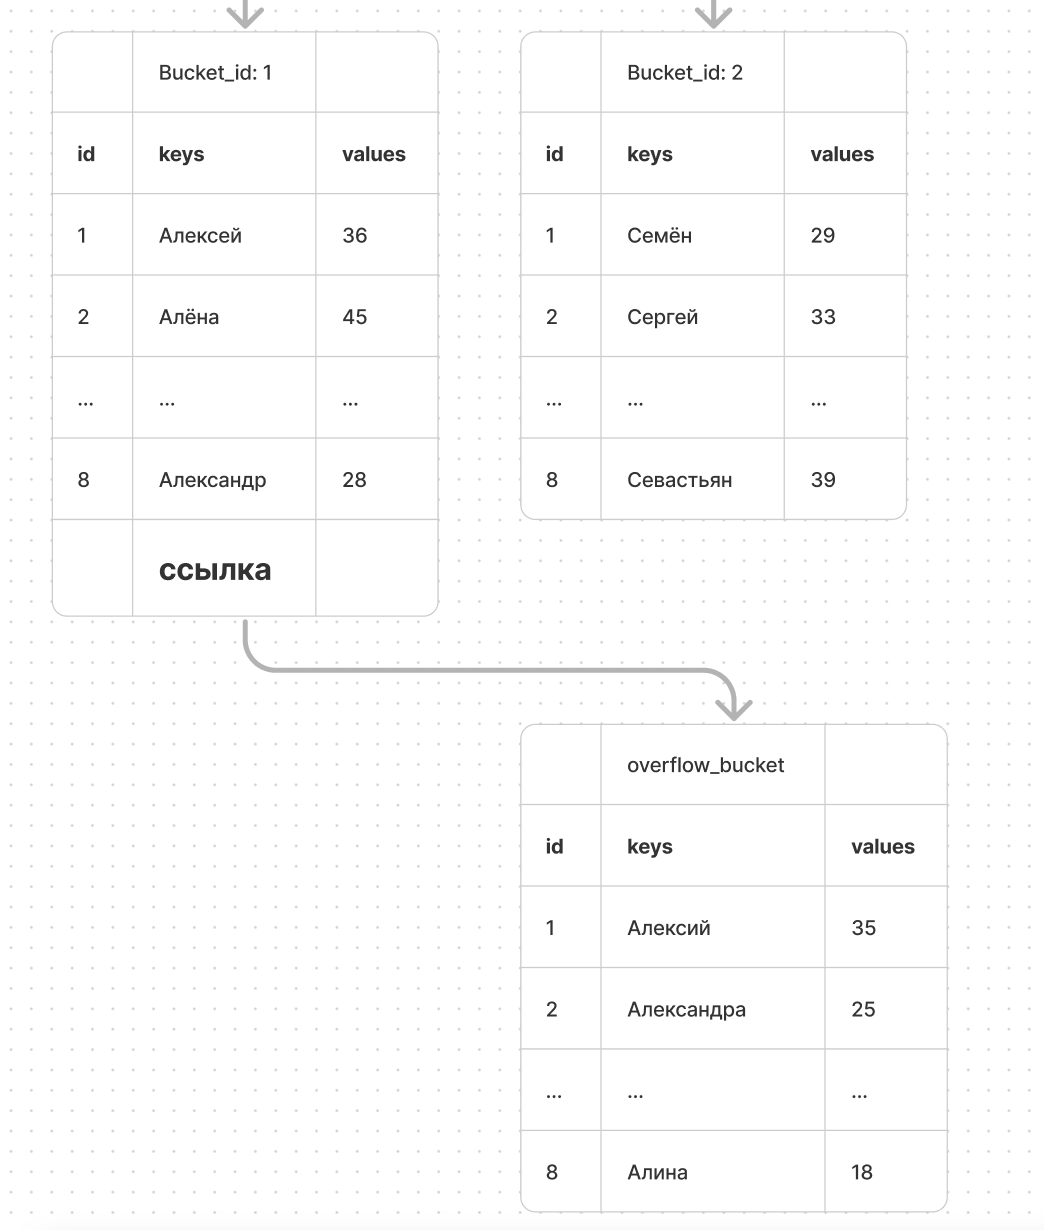 Bucket_id: 1
id keys values
1 Алексей 36
2 Алёна 45
... ... ...
8 Александр 28
ссылка
Bucket_id: 2
id keys values
1 Семён 29
2 Сергей 33
... ... ...
8 Севастьян 39
overflow_bucket
id keys values
1 Алексий 35
2 Александра 25
... ... ...
8 Алина 18